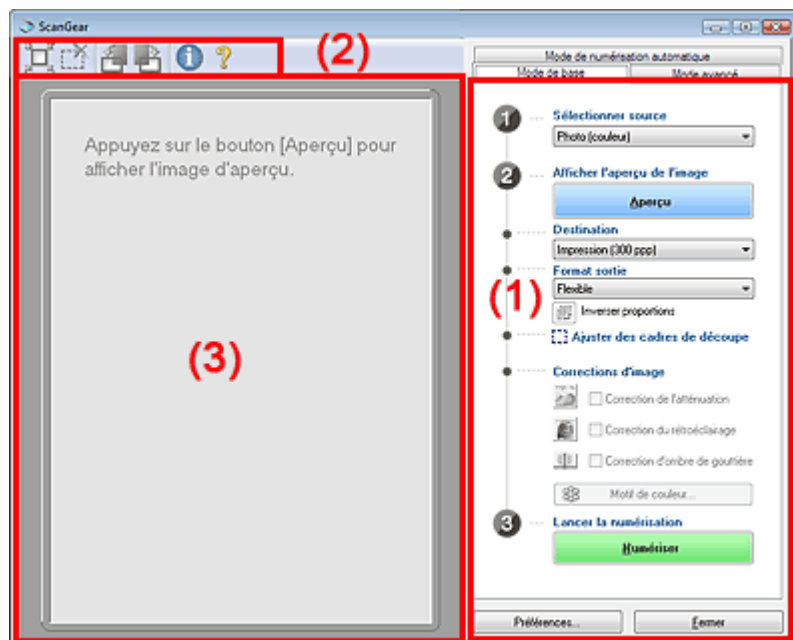 ScanGear
(2)
Mode de numérisation automatique
Mode de base Mode avancé
Appuyez sur le bouton [Aperçu] pour
afficher l'image d'aperçu.
(3)
(1)
1 Sélectionner source
Photo (couleur)
2 Afficher l'aperçu de l'image
Aperçu
Destination
Impression (300 ppp)
Format sortie
Flexible
Inverser proportions
Ajuster des cadres de découpe
Corrections d'image
Correction de l'atténuation
Correction du rétroéclairage
Correction d'ombre de gouttière
Motif de couleur...
3 Lancer la numérisation
Numériser
Préférences... Fermer